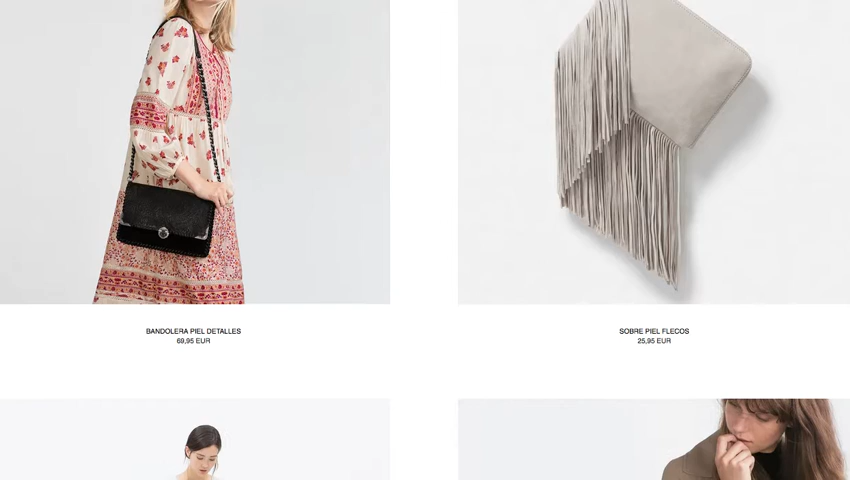 BANDOLERA PIEL DETALLES
69,95 EUR
SOBRE PIEL FLECOS
25,95 EUR